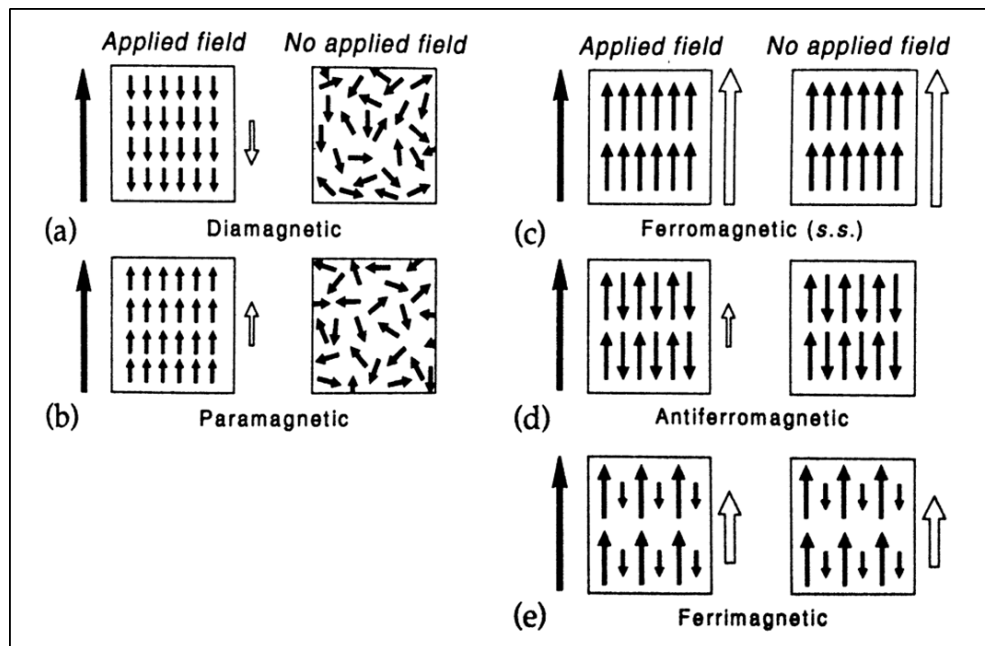 Applied field No applied field
(a)
Diamagnetic
(b)
Paramagnetic
Applied field No applied field
(c)
Ferromagnetic (s.s.)
(d)
Antiferromagnetic
(e)
Ferrimagnetic